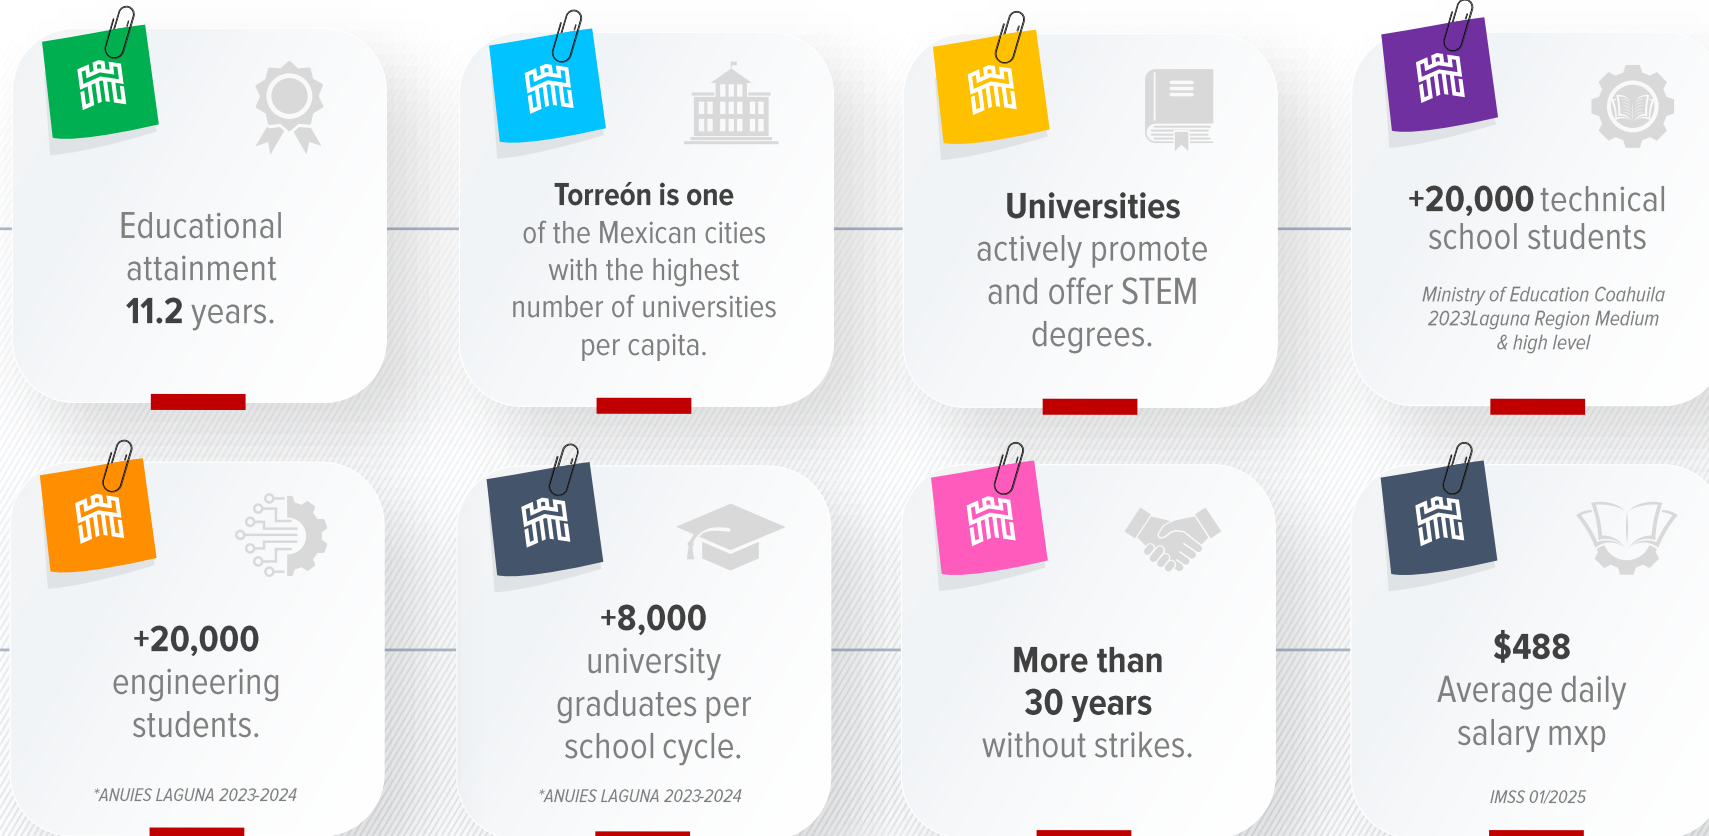 Educational
attainment
11.2 years.
Torreón is one
of the Mexican cities
with the highest
number of universities
per capita.
Universities
actively promote
and offer STEM
degrees.
+20,000 technical
school students
Ministry of Education Coahuila
2023Laguna Region Medium
& high level
+20,000
engineering
students.
*ANUIES LAGUNA 2023-2024
+8,000
university
graduates per
school cycle.
*ANUIES LAGUNA 2023-2024
More than
30 years
without strikes.
$488
Average daily
salary mxp
IMSS 01/2025